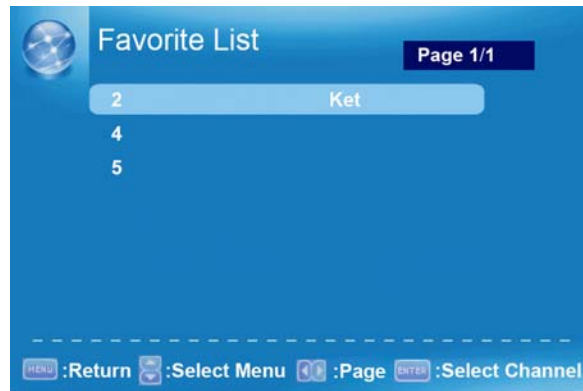 Favorite List
Page 1/1
2 Ket
4
5
MENU :Return :Select Menu :Page ENTER :Select Channel